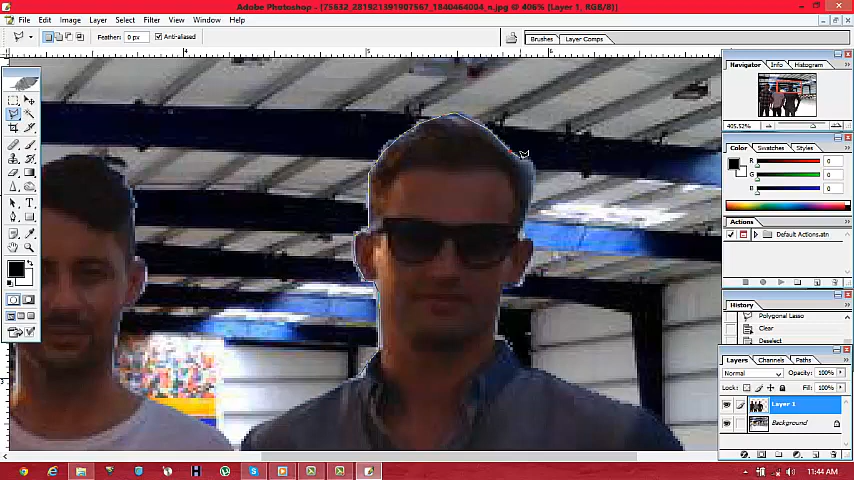 Adobe Photoshop - [75632_281921391907567_1840464004_n.jpg @ 406% (Layer 1, RGB/8)]
File Edit Image Layer Select Filter View Window Help
Feather: 0 px Anti-aliased Brushes Layer Comps
4 5 6
Navigator Info Histogram
405.52%
Color Swatches Styles
R 0
G 0
B 0
Actions
Default Actions.atn
History
Polygonal Lasso
Clear
Deselect
Layers Channels Paths
Normal Opacity: 100%
Lock: Fill: 100%
Layer 1
Background
11:44 AM